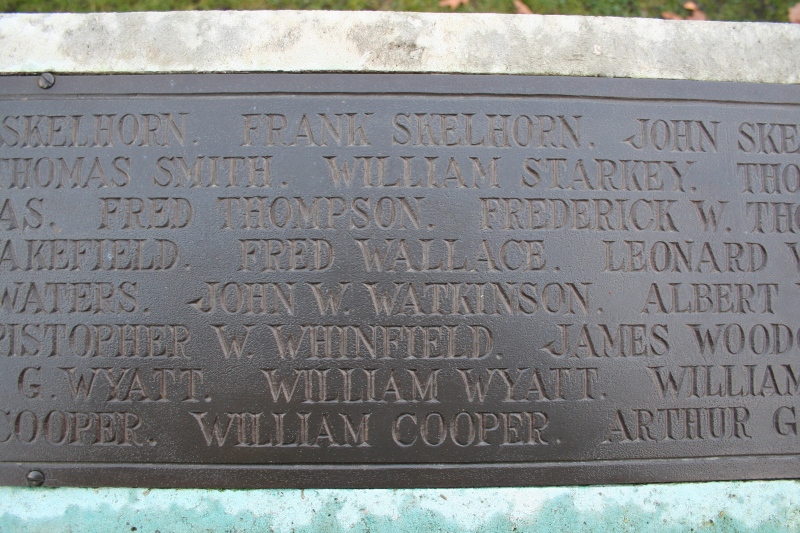 SKELHORN. FRANK SKELHORN. JOHN SKE
THOMAS SMITH. WILLIAM STARKEY. THO
AS. FRED THOMPSON. FREDERICK W. THO
AKEFIELD. FRED WALLACE. LEONARD W
WATERS. JOHN W. WATKINSON. ALBERT
RISTOPHER W. WHINFIELD. JAMES WOODC
G. WYATT. WILLIAM WYATT. WILLIAM
COOPER. WILLIAM COOPER. ARTHUR G